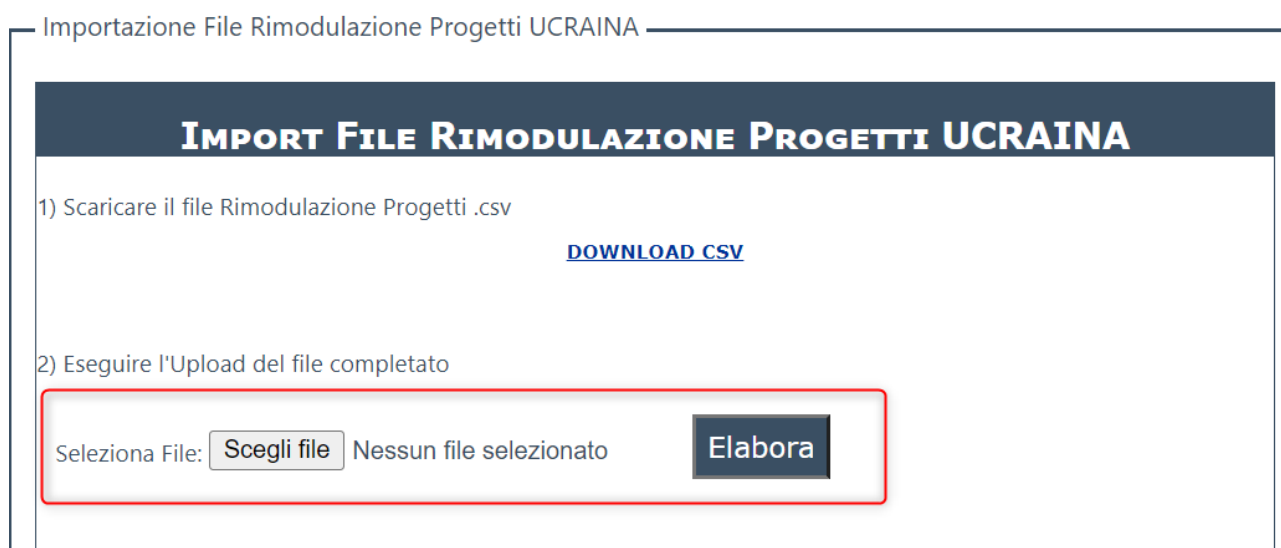 Importazione File Rimodulazione Progetti UCRAINA
Import File Rimodulazione Progetti UCRAINA
1) Scaricare il file Rimodulazione Progetti .csv
DOWNLOAD CSV
2) Eseguire l'Upload del file completato
Seleziona File: Scegli file Nessun file selezionato Elabora